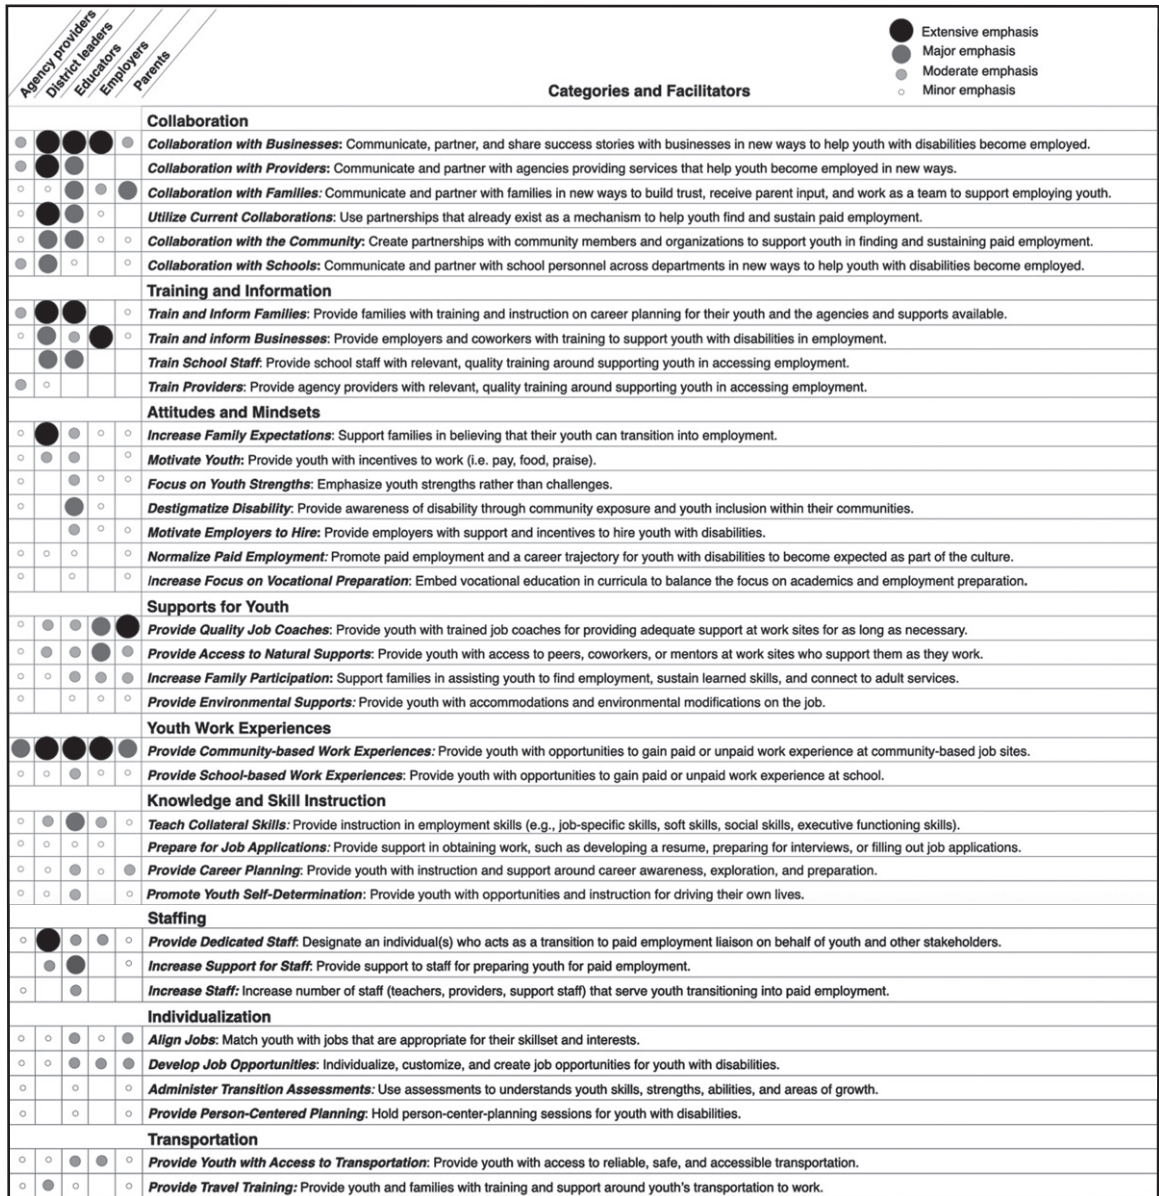 Agency providers
District leaders
Educators
Employers
Parents
Categories and Facilitators
Extensive emphasis
Major emphasis
Moderate emphasis
Minor emphasis
Collaboration
Collaboration with Businesses: Communicate, partner, and share success stories with businesses in new ways to help youth with disabilities become employed.
Collaboration with Providers: Communicate and partner with agencies providing services that help youth become employed in new ways.
Collaboration with Families: Communicate and partner with families in new ways to build trust, receive parent input, and work as a team to support employing youth.
Utilize Current Collaborations: Use partnerships that already exist as a mechanism to help youth find and sustain paid employment.
Collaboration with the Community: Create partnerships with community members and organizations to support youth in finding and sustaining paid employment.
Collaboration with Schools: Communicate and partner with school personnel across departments in new ways to help youth with disabilities become employed.
Training and Information
Train and Inform Families: Provide families with training and instruction on career planning for their youth and the agencies and supports available.
Train and inform Businesses: Provide employers and coworkers with training to support youth with disabilities in employment.
Train School Staff: Provide school staff with relevant, quality training around supporting youth in accessing employment.
Train Providers: Provide agency providers with relevant, quality training around supporting youth in accessing employment.
Attitudes and Mindsets
Increase Family Expectations: Support families in believing that their youth can transition into employment.
Motivate Youth: Provide youth with incentives to work (i.e. pay, food, praise).
Focus on Youth Strengths: Emphasize youth strengths rather than challenges.
Destigmatize Disability: Provide awareness of disability through community exposure and youth inclusion within their communities.
Motivate Employers to Hire: Provide employers with support and incentives to hire youth with disabilities.
Normalize Paid Employment: Promote paid employment and a career trajectory for youth with disabilities to become expected as part of the culture.
Increase Focus on Vocational Preparation: Embed vocational education in curricula to balance the focus on academics and employment preparation.
Supports for Youth
Provide Quality Job Coaches: Provide youth with trained job coaches for providing adequate support at work sites for as long as necessary.
Provide Access to Natural Supports: Provide youth with access to peers, coworkers, or mentors at work sites who support them as they work.
Increase Family Participation: Support families in assisting youth to find employment, sustain learned skills, and connect to adult services.
Provide Environmental Supports: Provide youth with accommodations and environmental modifications on the job.
Youth Work Experiences
Provide Community-based Work Experiences: Provide youth with opportunities to gain paid or unpaid work experience at community-based job sites.
Provide School-based Work Experiences: Provide youth with opportunities to gain paid or unpaid work experience at school.
Knowledge and Skill Instruction
Teach Collateral Skills: Provide instruction in employment skills (e.g., job-specific skills, soft skills, social skills, executive functioning skills).
Prepare for Job Applications: Provide support in obtaining work, such as developing a resume, preparing for interviews, or filling out job applications.
Provide Career Planning: Provide youth with instruction and support around career awareness, exploration, and preparation.
Promote Youth Self-Determination: Provide youth with opportunities and instruction for driving their own lives.
Staffing
Provide Dedicated Staff: Designate an individual(s) who acts as a transition to paid employment liaison on behalf of youth and other stakeholders.
Increase Support for Staff: Provide support to staff for preparing youth for paid employment.
Increase Staff: Increase number of staff (teachers, providers, support staff) that serve youth transitioning into paid employment.
Individualization
Align Jobs: Match youth with jobs that are appropriate for their skillset and interests.
Develop Job Opportunities: Individualize, customize, and create job opportunities for youth with disabilities.
Administer Transition Assessments: Use assessments to understands youth skills, strengths, abilities, and areas of growth.
Provide Person-Centered Planning: Hold person-center-planning sessions for youth with disabilities.
Transportation
Provide Youth with Access to Transportation: Provide youth with access to reliable, safe, and accessible transportation.
Provide Travel Training: Provide youth and families with training and support around youth's transportation to work.